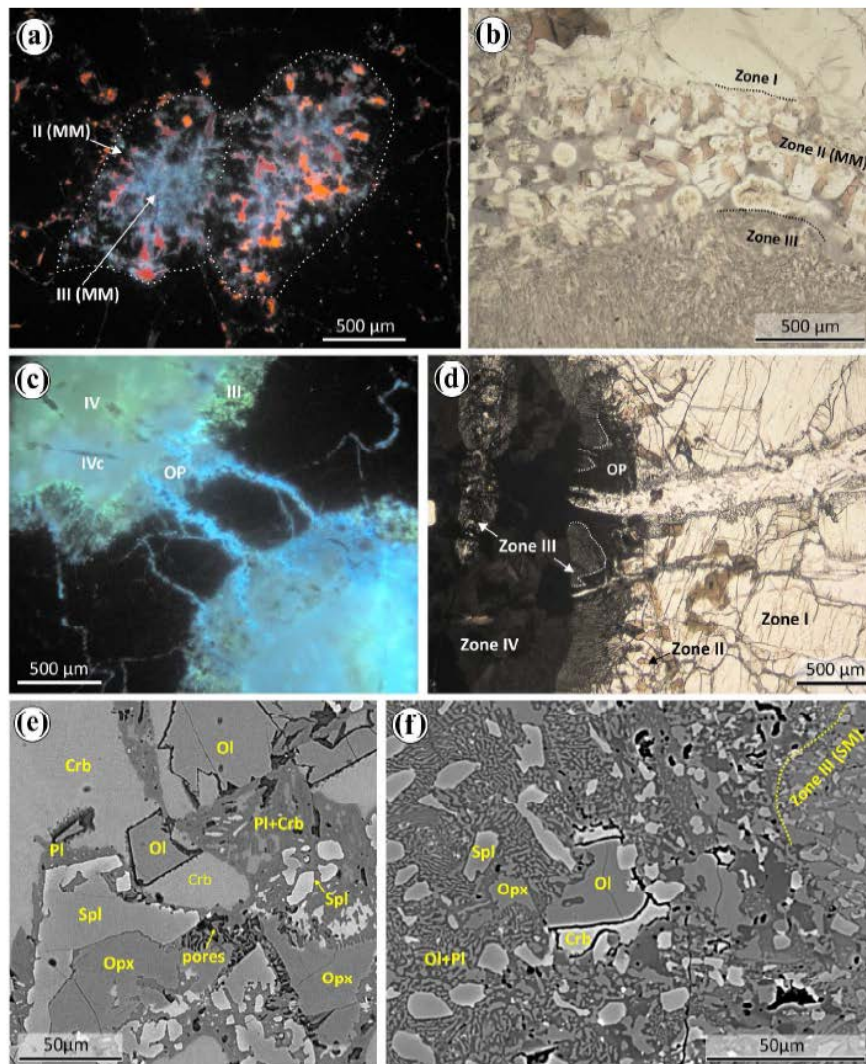 (a)
II (MM)
III (MM)
500 µm
(b)
Zone I
Zone II (MM)
Zone III
500 µm
(c)
IV
III
IVc
OP
500 µm
(d)
OP
Zone III
Zone I
Zone IV
Zone II
500 µm
(e)
Ol
Crb
Pl+Crb
Pl
Ol
Crb
Spl
Spl
pores
Opx
Opx
50µm
(f)
Zone III (SM)
Spl
Opx
Ol
Crb
Ol+Pl
50µm